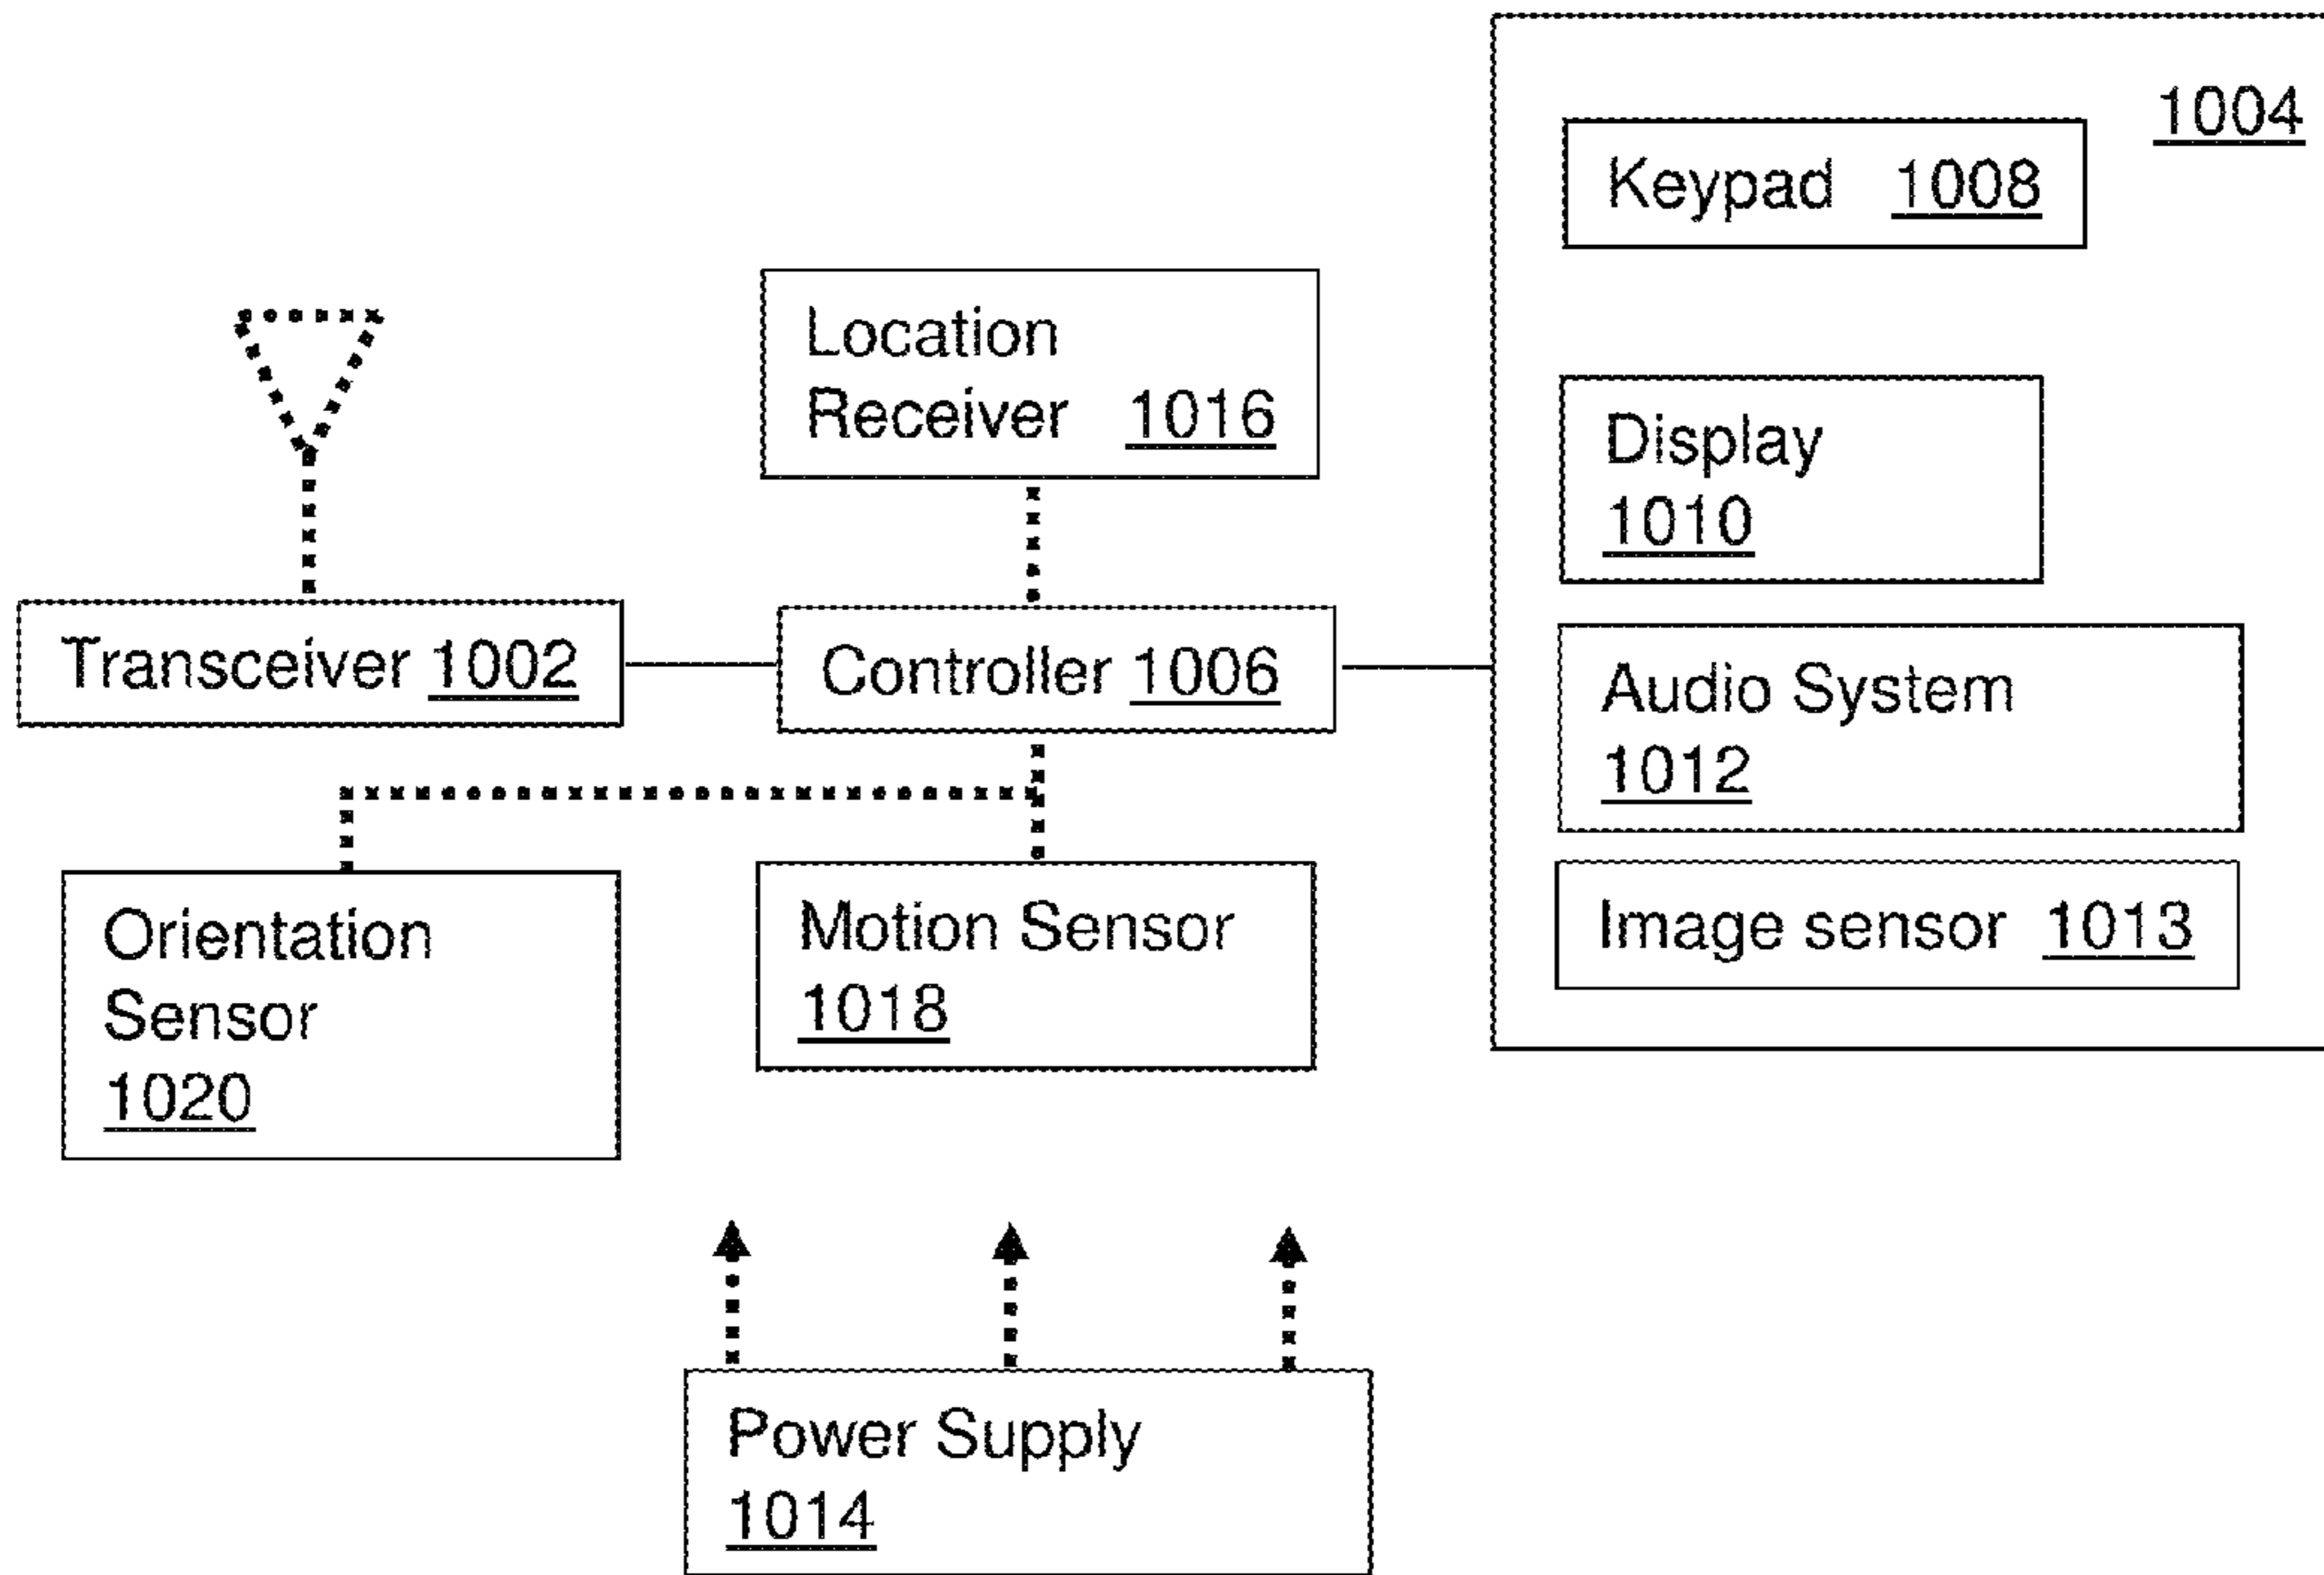 1004
Keypad 1008
Location
Receiver 1016
Display
1010
Transceiver 1002
Controller 1006
Audio System
1012
Orientation
Sensor
1020
Motion Sensor
1018
Image sensor 1013
Power Supply
1014